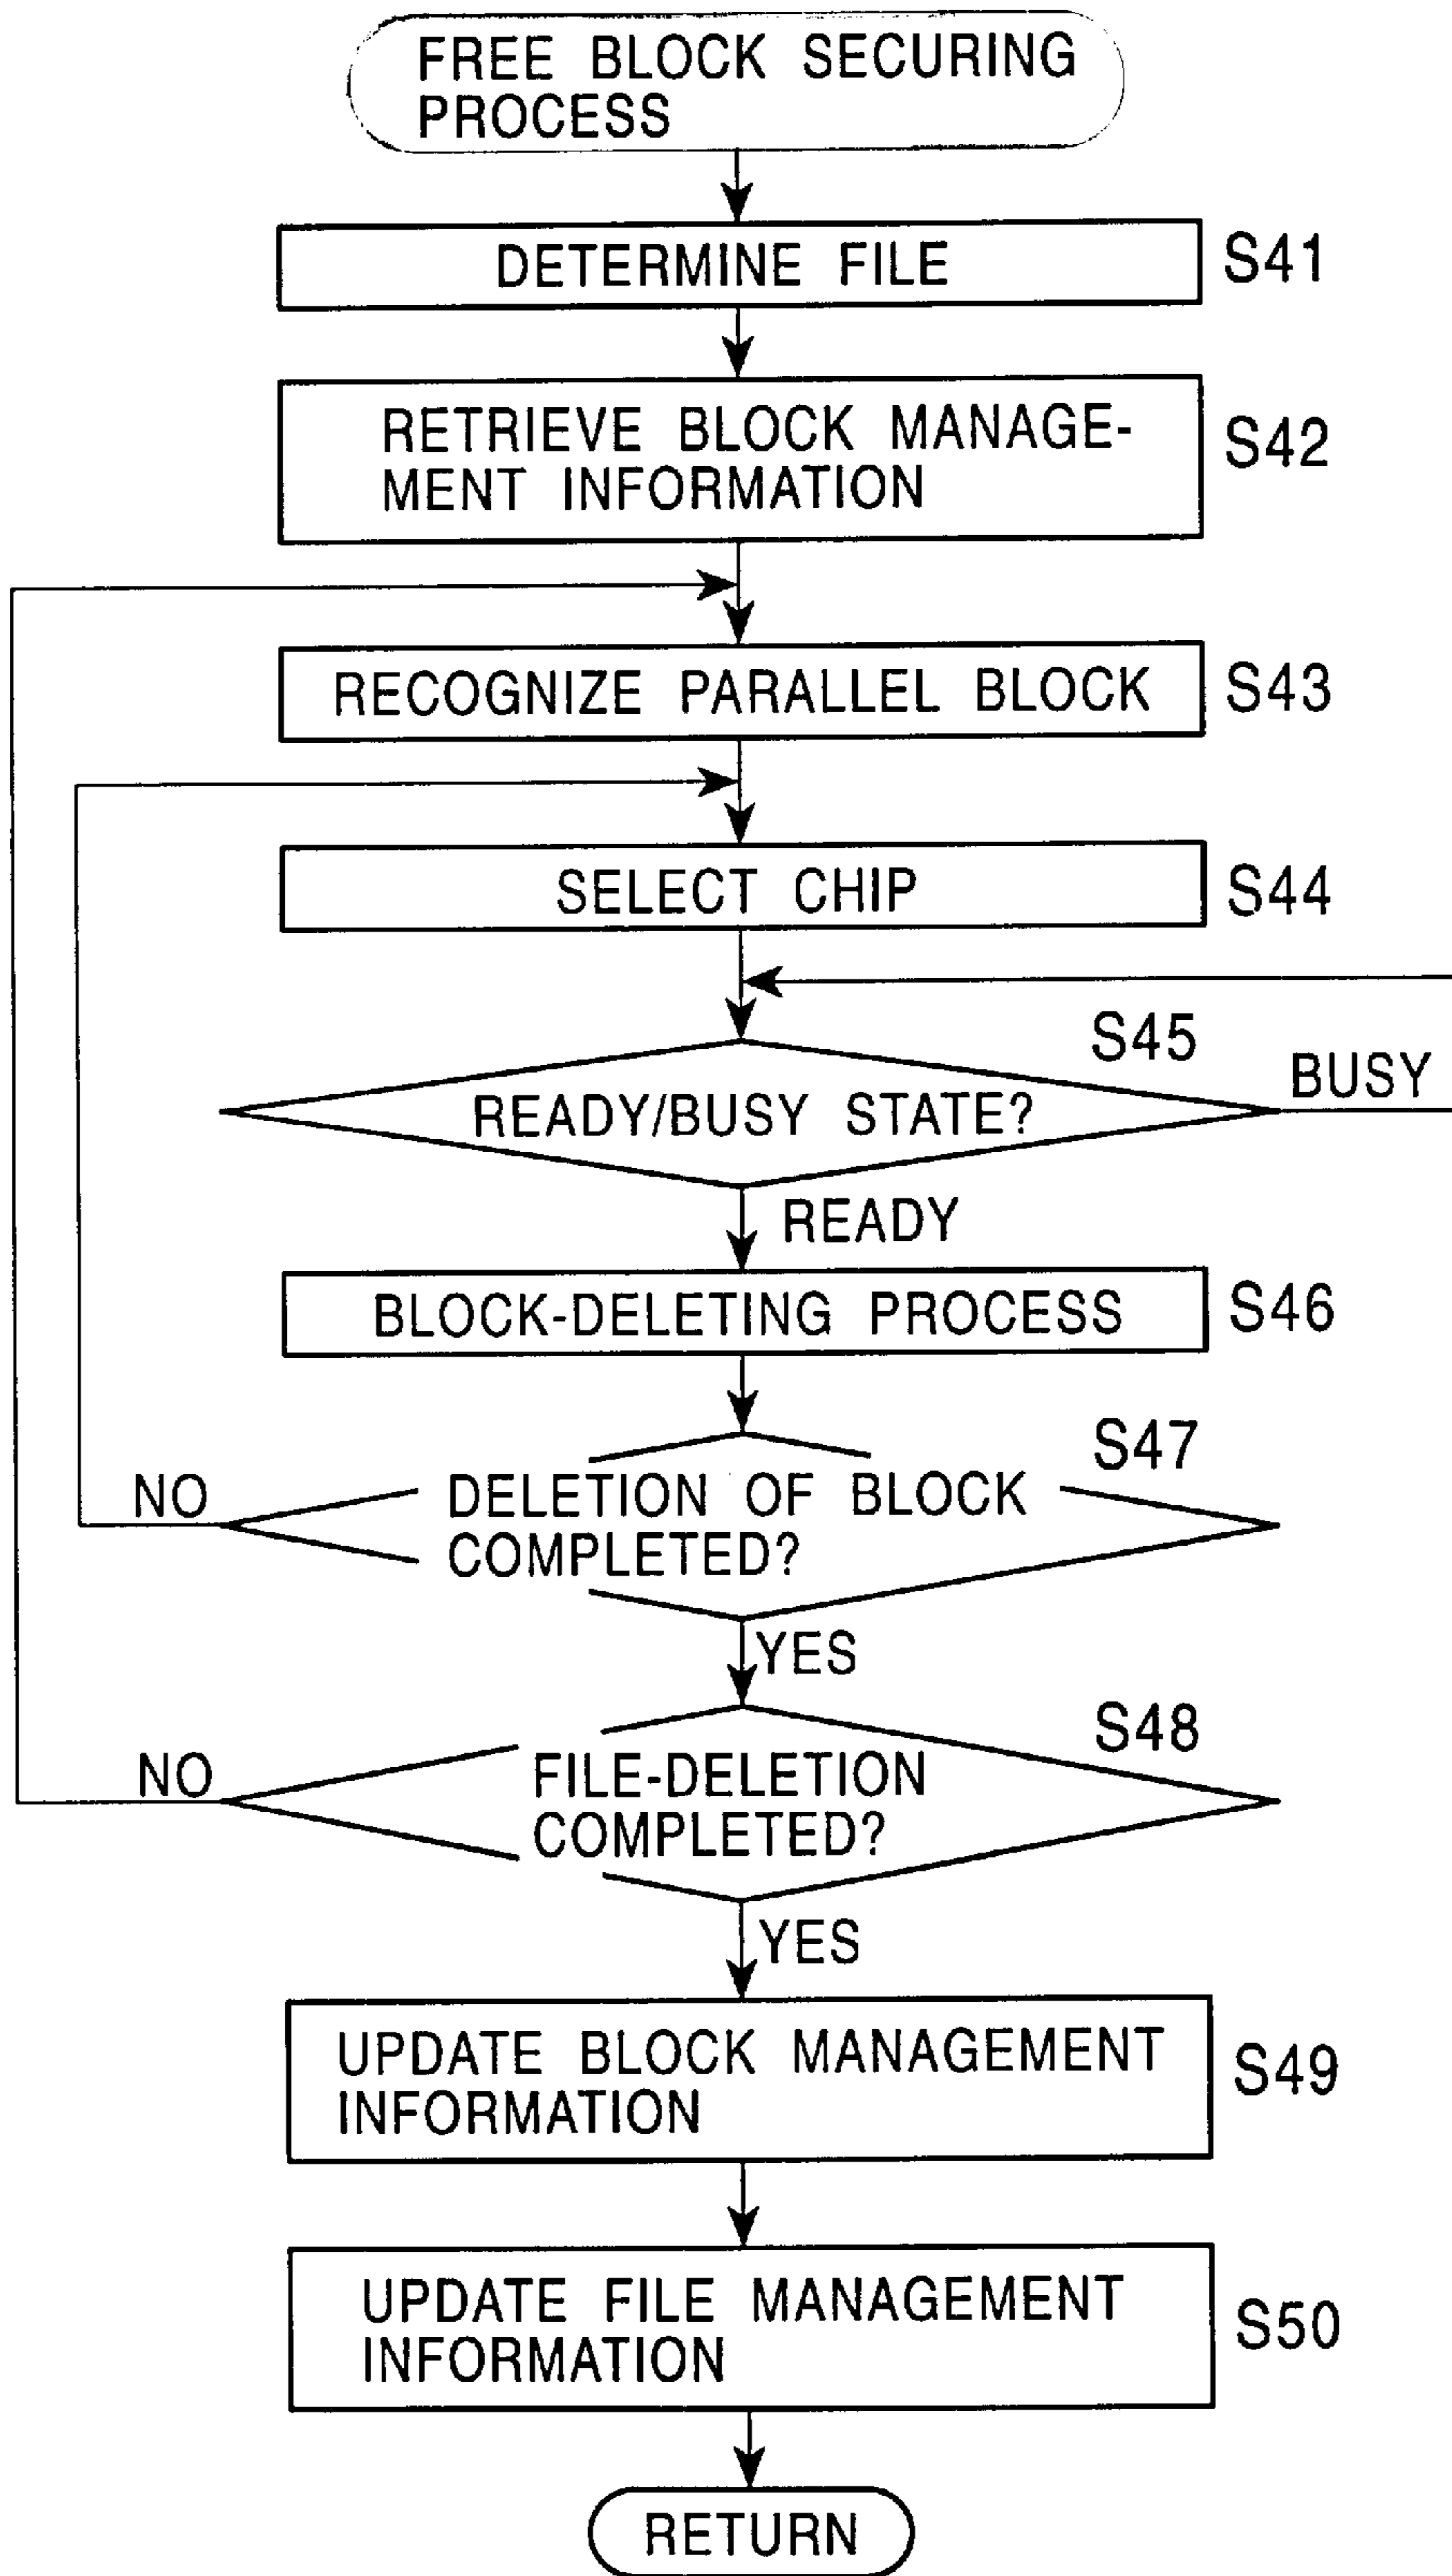 FREE BLOCK SECURING
PROCESS
DETERMINE FILE
S41
RETRIEVE BLOCK MANAGE-
MENT INFORMATION
S42
RECOGNIZE PARALLEL BLOCK
S43
SELECT CHIP
S44
S45
READY/BUSY STATE?
BUSY
READY
BLOCK-DELETING PROCESS
S46
S47
NO
DELETION OF BLOCK
COMPLETED?
YES
S48
NO
FILE-DELETION
COMPLETED?
YES
UPDATE BLOCK MANAGEMENT
INFORMATION
S49
UPDATE FILE MANAGEMENT
INFORMATION
S50
RETURN